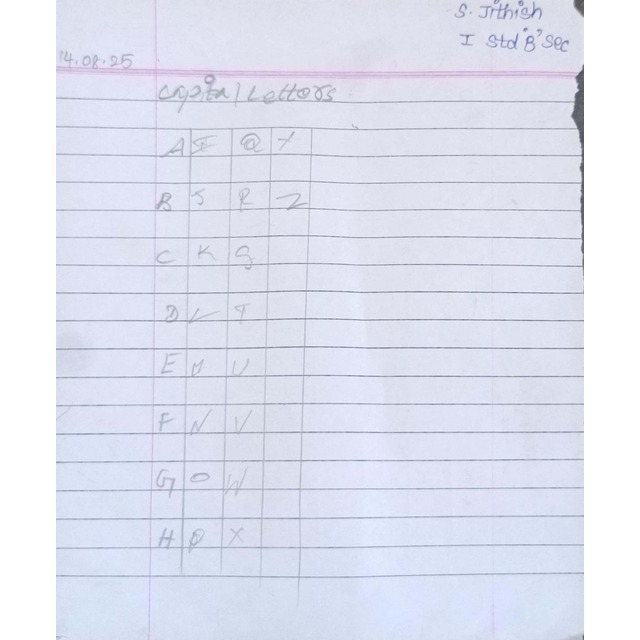 S. Jithish
I Std 'B' Sec
14.08.25
Capital Letters
A I Q Y
B J R Z
C K S
D L T
E M U
F N V
G O W
H P X